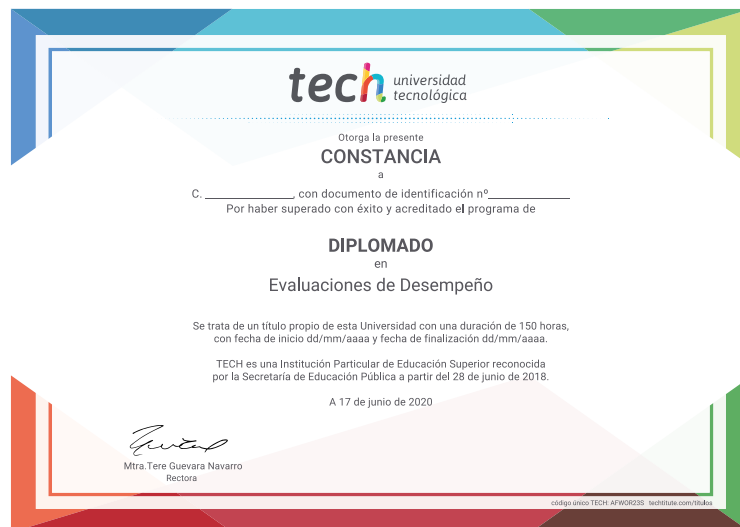 tech universidad
tecnológica
Otorga la presente
CONSTANCIA
a
C. ______________, con documento de identificación nº______________
Por haber superado con éxito y acreditado el programa de
DIPLOMADO
en
Evaluaciones de Desempeño
Se trata de un título propio de esta Universidad con una duración de 150 horas,
con fecha de inicio dd/mm/aaaa y fecha de finalización dd/mm/aaaa.
TECH es una Institución Particular de Educación Superior reconocida
por la Secretaría de Educación Pública a partir del 28 de junio de 2018.
A 17 de junio de 2020
Mtra.Tere Guevara Navarro
Rectora
código único TECH: AFWOR23S techtitute.com/titulos